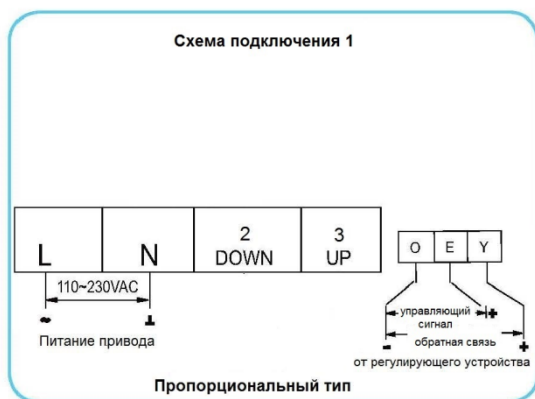 Схема подключения 1
L N 2 3
DOWN UP
O E Y
110~230VAC
~ ⊥
Питание привода
управляющий +
сигнал
- обратная связь +
от регулирующего устройства
Пропорциональный тип